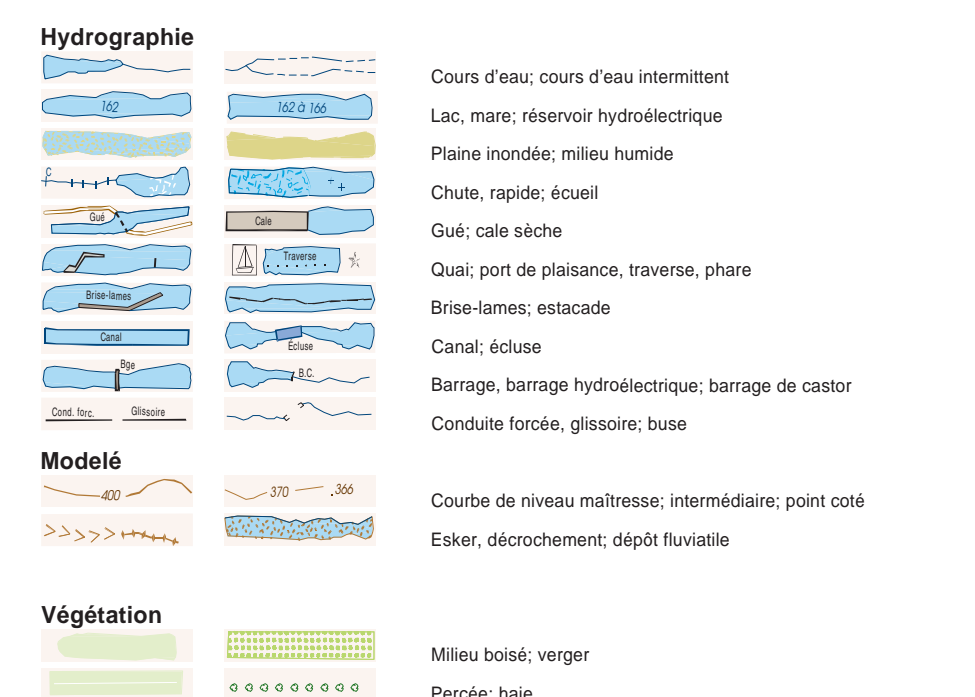 Hydrographie
Cours d'eau; cours d'eau intermittent
162 162 à 166 Lac, mare; réservoir hydroélectrique
Plaine inondée; milieu humide
C Chute, rapide; écueil
Gué Cale Gué; cale sèche
Traverse Quai; port de plaisance, traverse, phare
Brise-lames Brise-lames; estacade
Canal Écluse Canal; écluse
Bge B.C. Barrage, barrage hydroélectrique; barrage de castor
Cond. forc. Glissoire Conduite forcée, glissoire; buse
Modelé
400 370 .366 Courbe de niveau maîtresse; intermédiaire; point coté
Esker, décrochement; dépôt fluviatile
Végétation
Milieu boisé; verger
Percée; haie